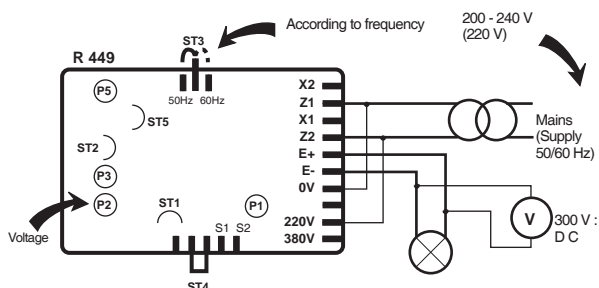 According to frequency
200 - 240 V
(220 V)
ST3
R 449
50Hz 60Hz
P5
ST5
ST2
P3
P2
ST1
P1
S1 S2
Voltage
ST4
X2
Z1
X1
Z2
E+
E-
0V
220V
380V
Mains
(Supply
50/60 Hz)
V
300 V :
D C